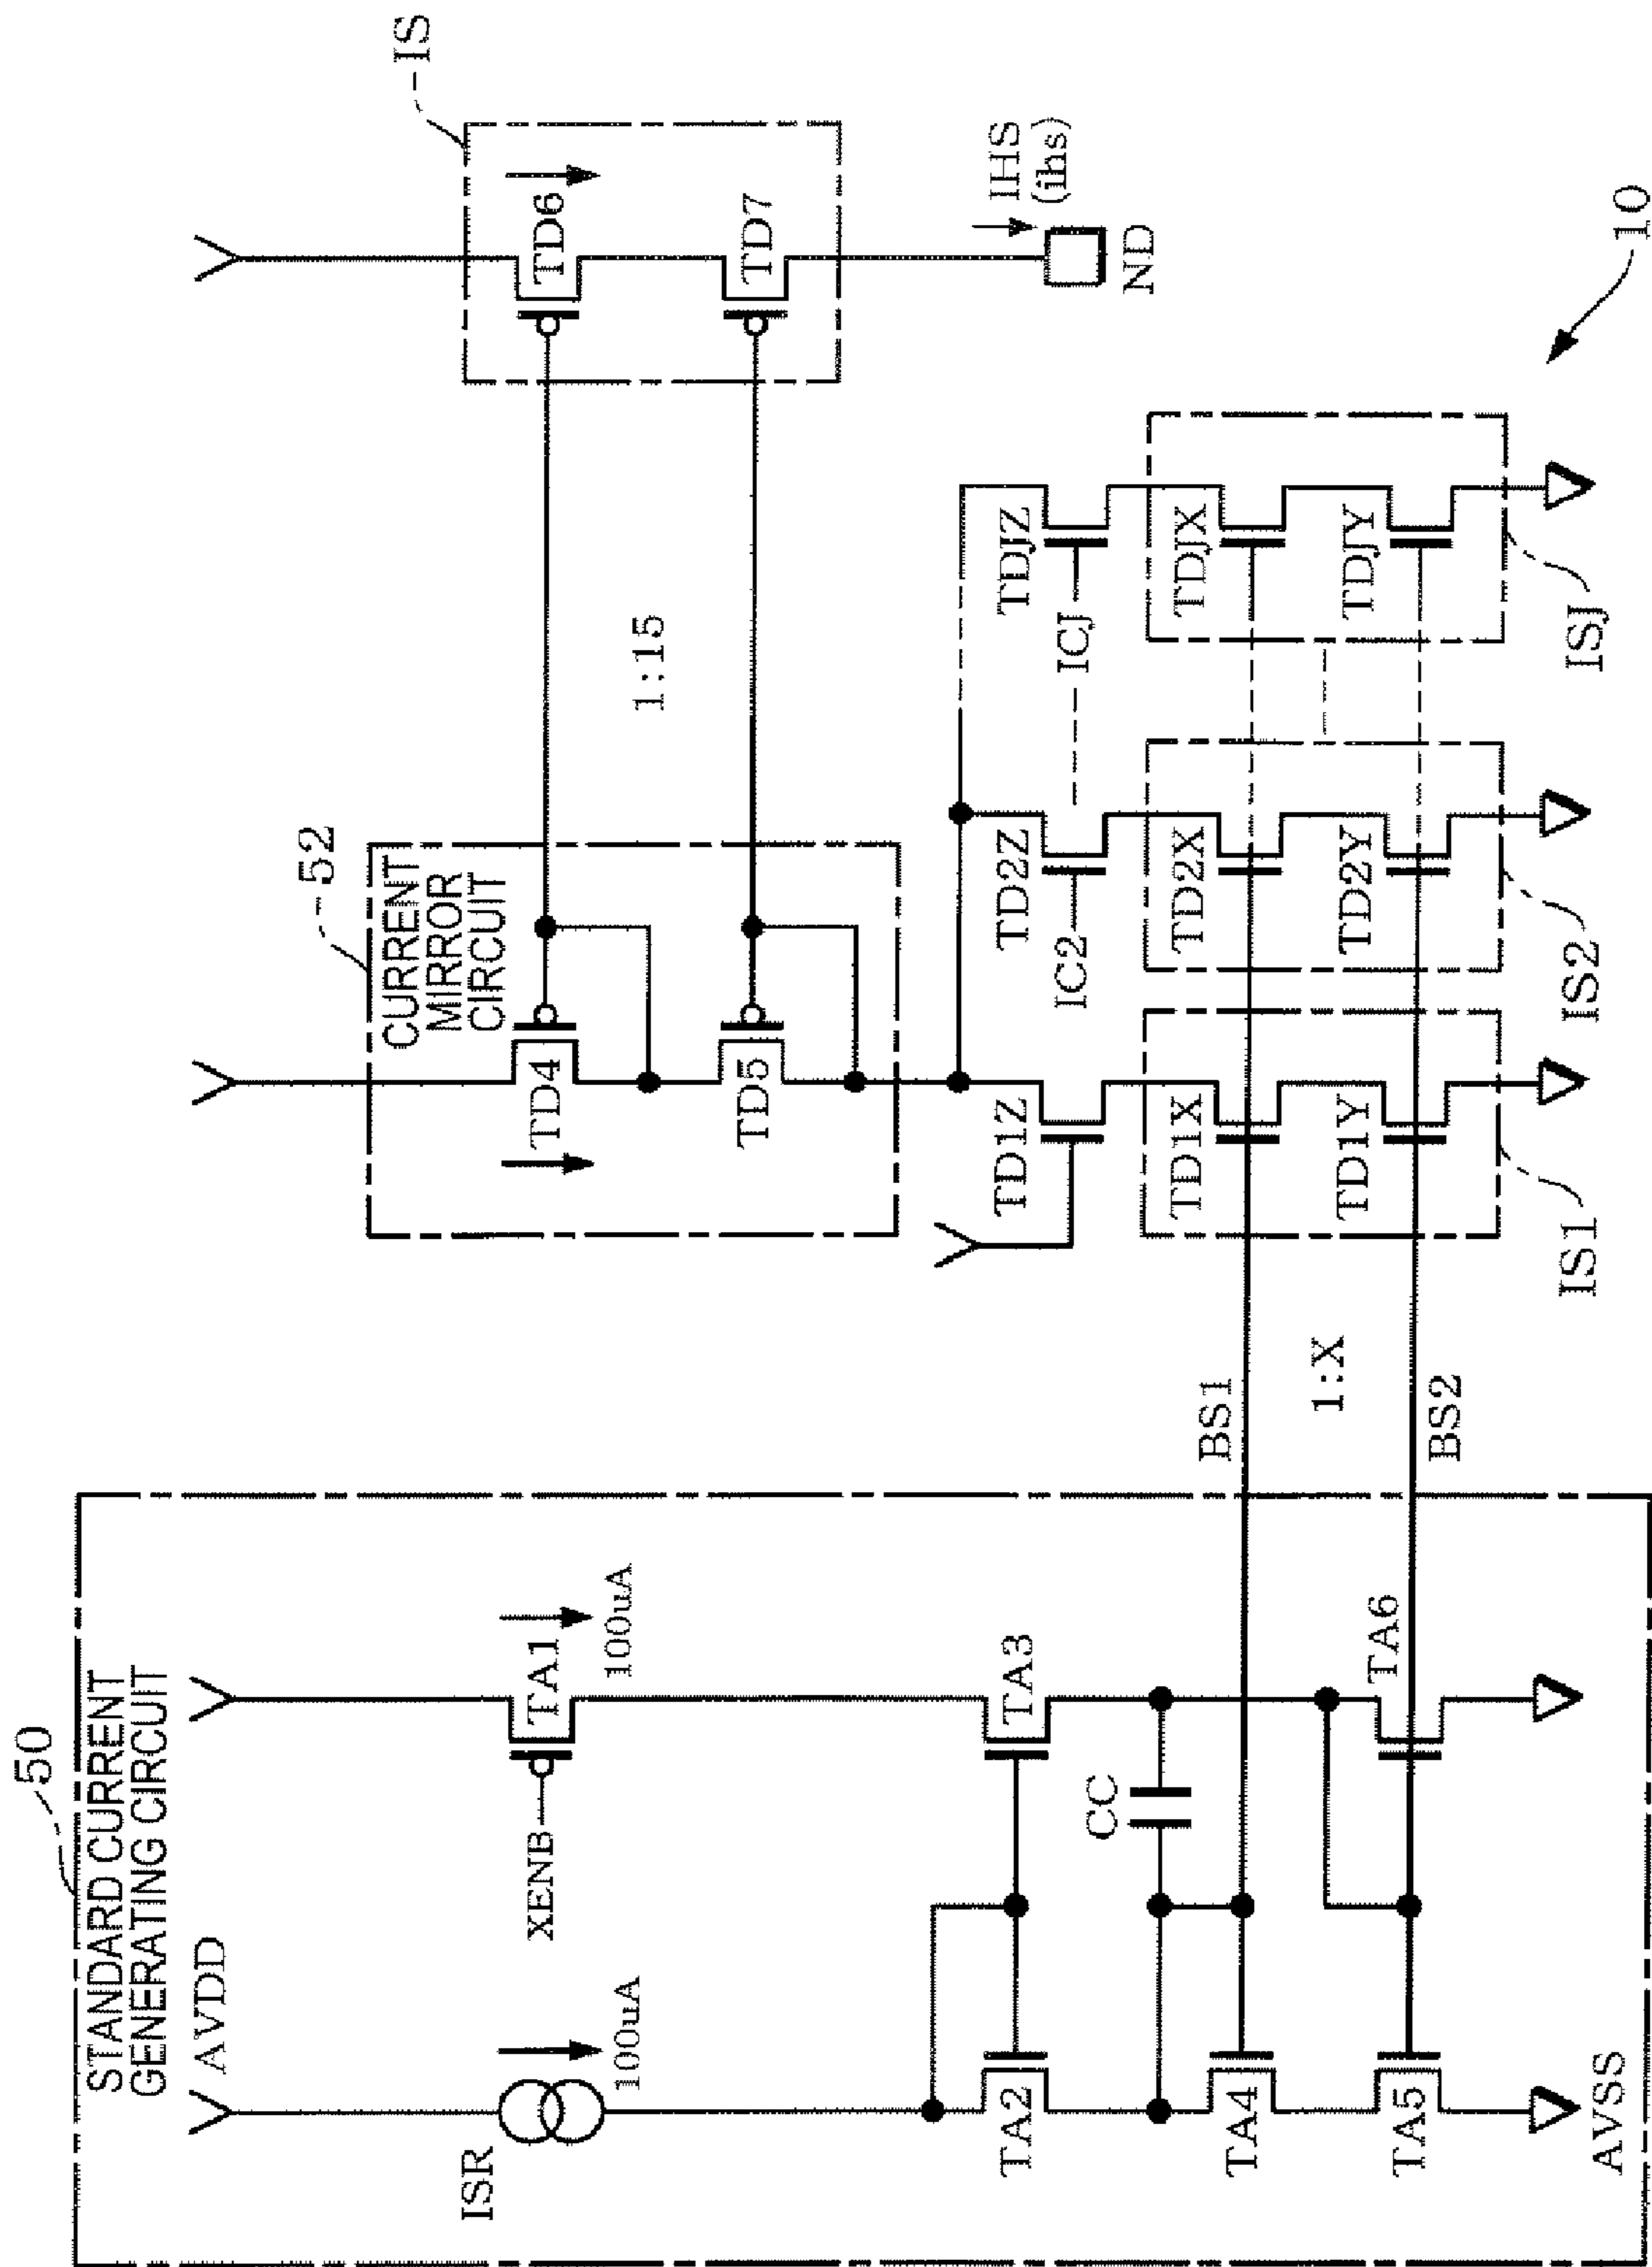 STANDARD CURRENT
GENERATING CIRCUIT
50
AVDD
ISR
100uA
XENB
TA1
100uA
TA2
TA3
CC
TA4
TA5
TA6
AVSS
BS1
1:X
BS2
52
CURRENT
MIRROR
CIRCUIT
TD4
TD5
1:15
IS
TD6
TD7
IHS
(ihs)
ND
TD1Z
IC2
TD2Z
ICJ
TDJZ
TD1X
TD2X
TDJX
TD1Y
TD2Y
TDJY
IS1
IS2
ISJ
10